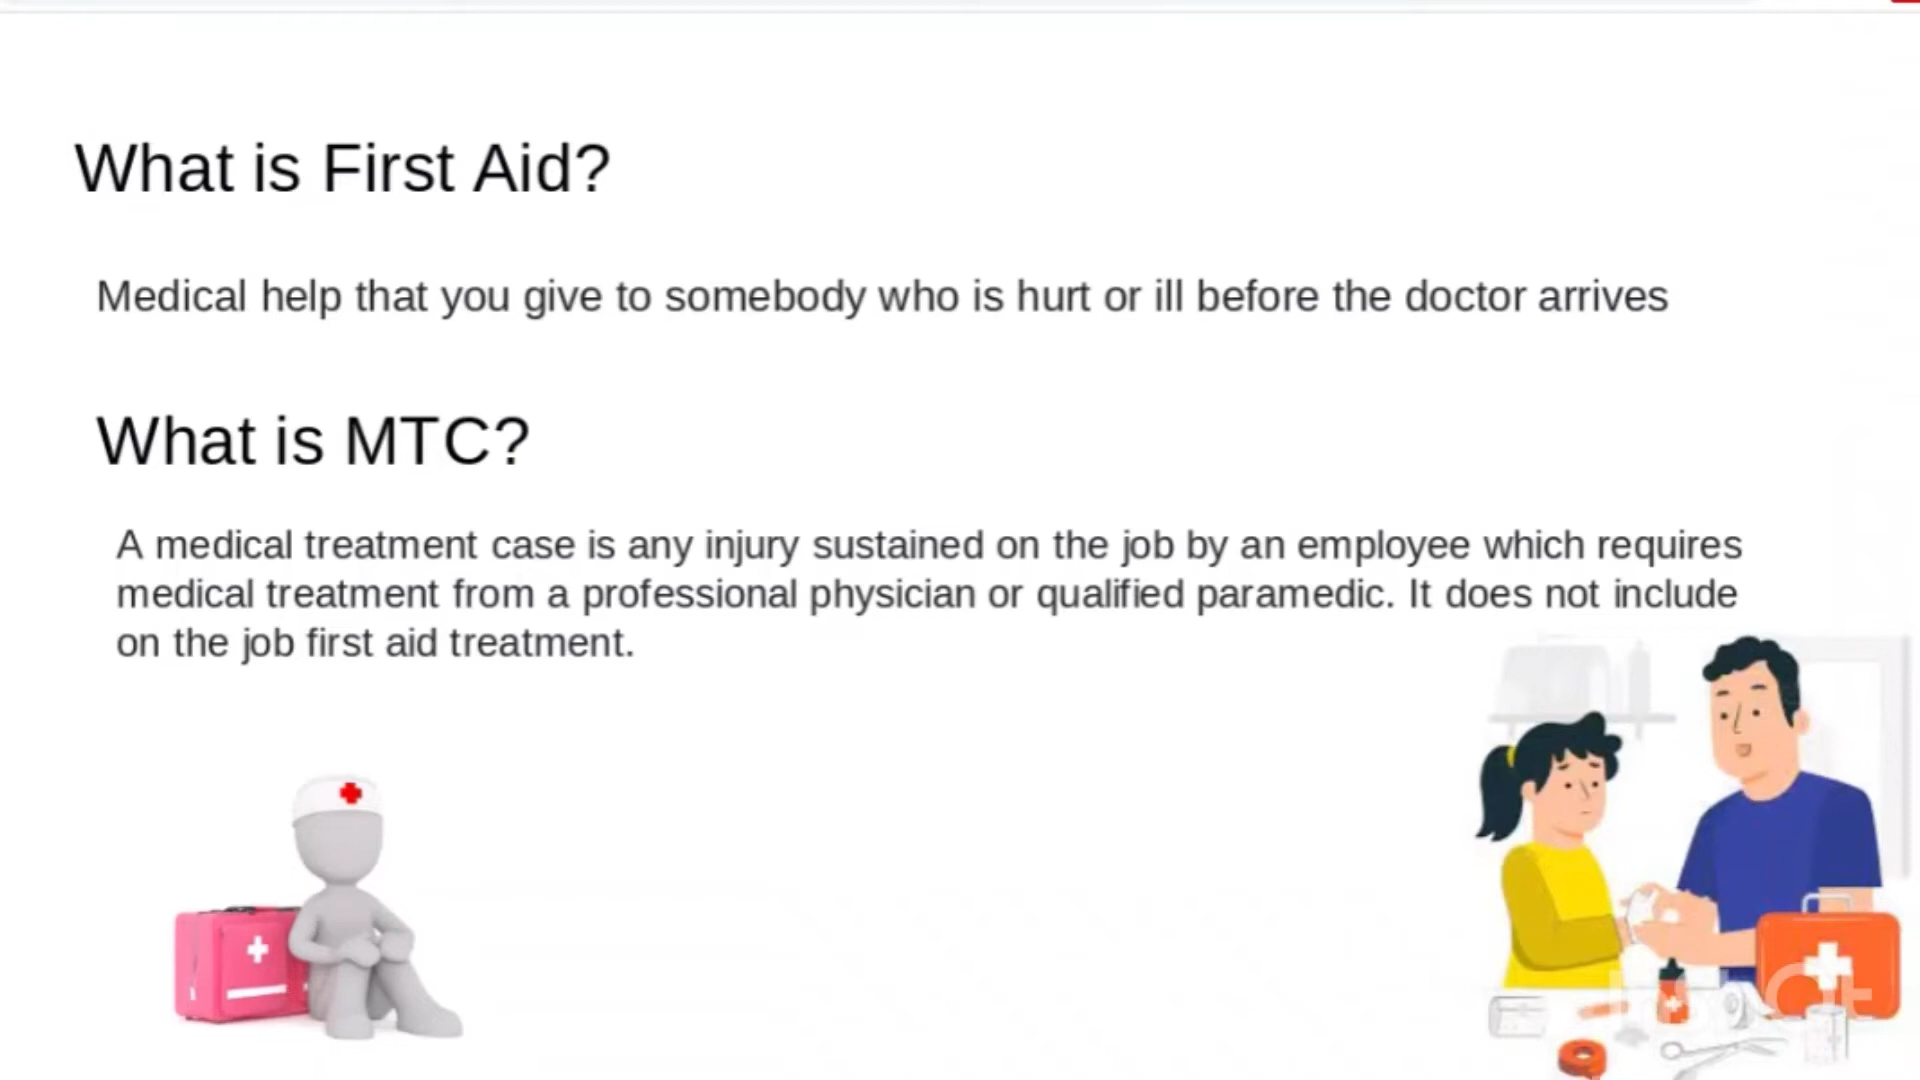 What is First Aid?
Medical help that you give to somebody who is hurt or ill before the doctor arrives
What is MTC?
A medical treatment case is any injury sustained on the job by an employee which requires
medical treatment from a professional physician or qualified paramedic. It does not include
on the job first aid treatment.